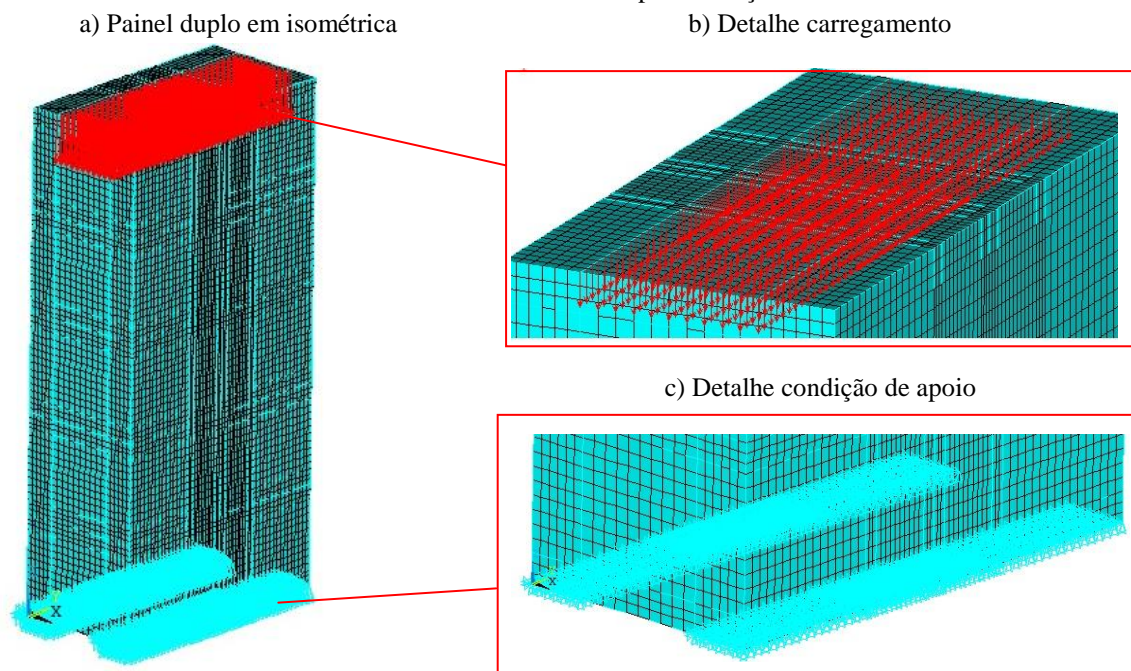 a) Painel duplo em isométrica
b) Detalhe carregamento
c) Detalhe condição de apoio
X